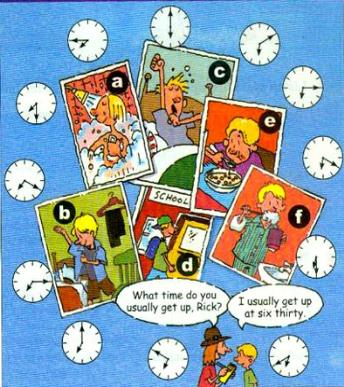 a
c
e
b
SCHOOL
d
f
What time do you
usually get up, Rick?
I usually get up
at six thirty.